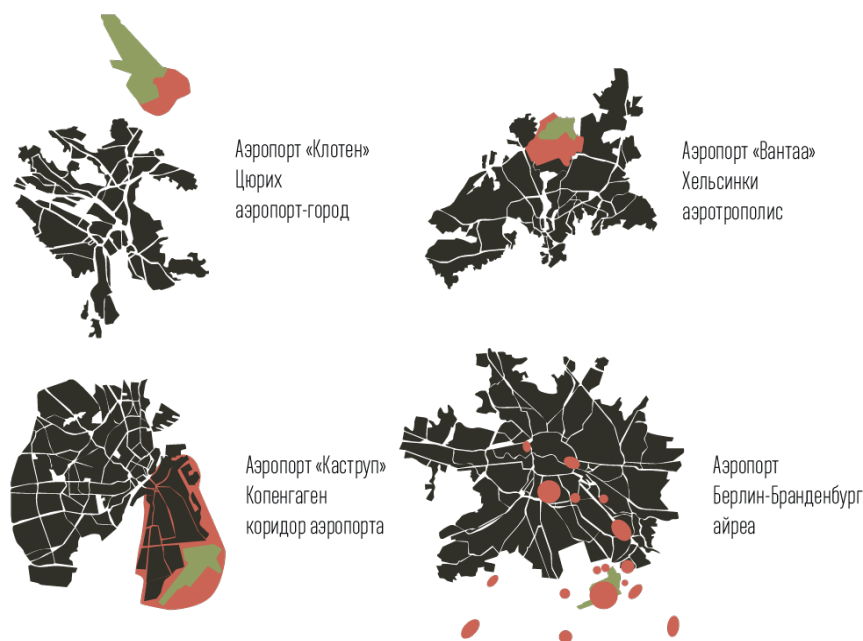 Аэропорт «Клотен»
Цюрих
аэропорт-город
Аэропорт «Вантаа»
Хельсинки
аэротрополис
Аэропорт «Каструп»
Копенгаген
коридор аэропорта
Аэропорт
Берлин-Бранденбург
айреа